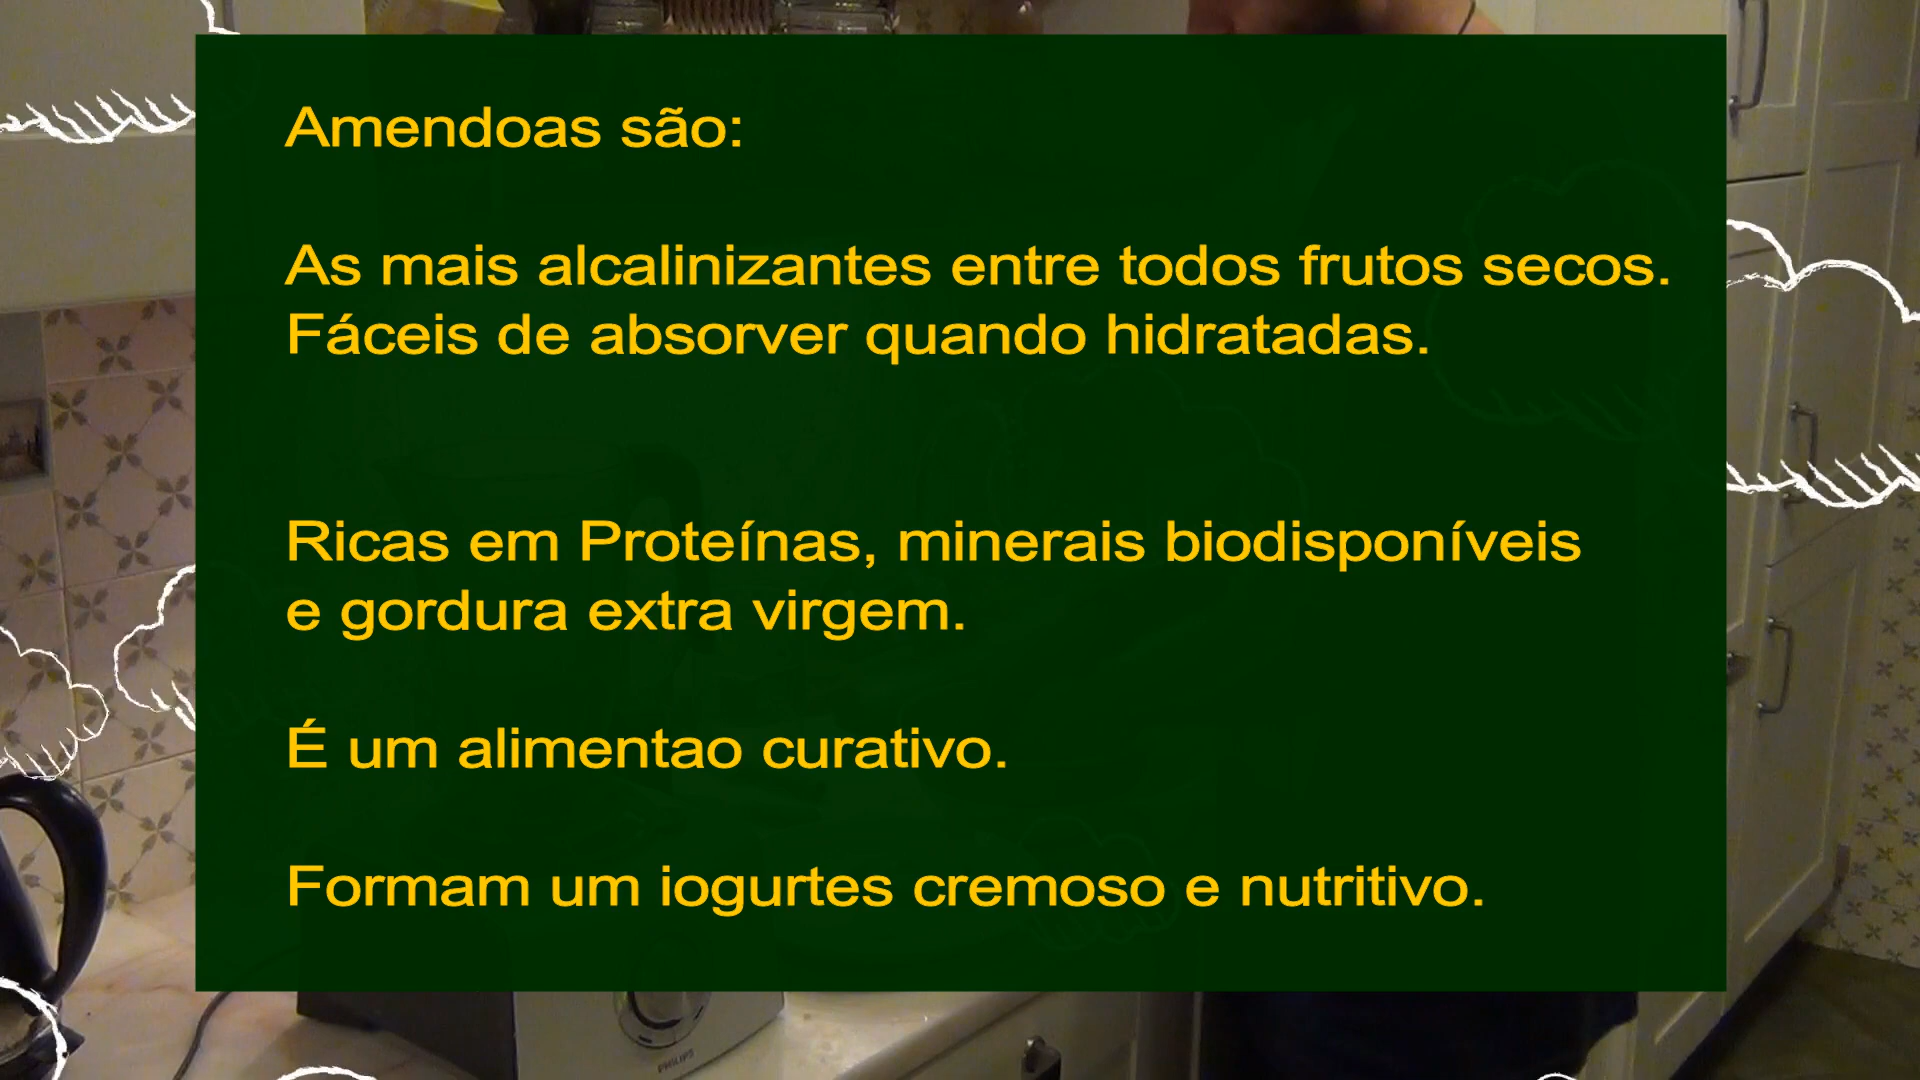 Amendoas são:
As mais alcalinizantes entre todos frutos secos.
Fáceis de absorver quando hidratadas.
Ricas em Proteínas, minerais biodisponíveis
e gordura extra virgem.
É um alimentao curativo.
Formam um iogurtes cremoso e nutritivo.
PHILIPS